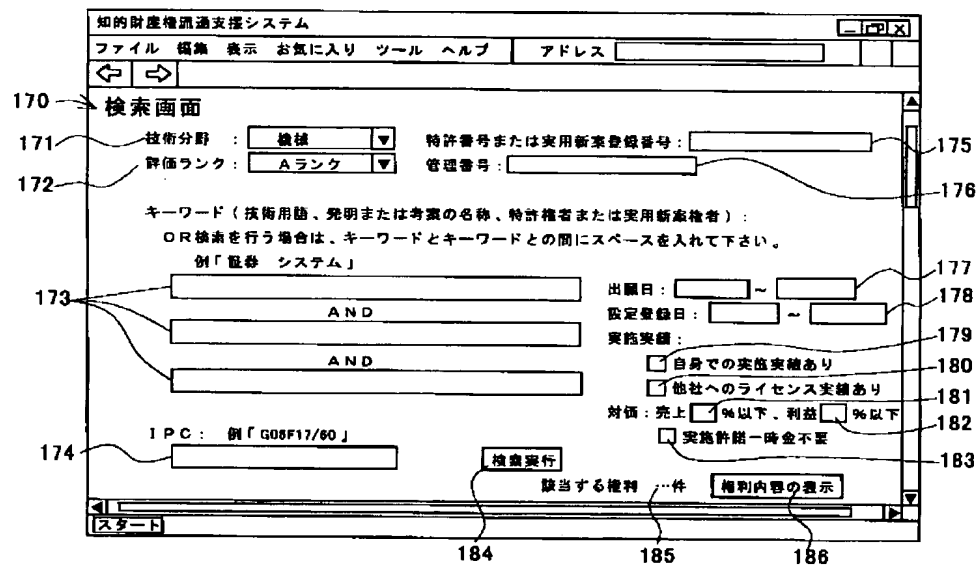 知的財産権流通支援システム
ファイル 編集 表示 お気に入り ツール ヘルプ アドレス
170 検索画面
171 技術分野 : 機械 特許番号または実用新案登録番号: 175
172 評価ランク: Aランク 管理番号: 176
キーワード(技術用語、発明または考案の名称、特許権者または実用新案権者):
OR検索を行う場合は、キーワードとキーワードとの間にスペースを入れて下さい。
例「証券 システム」
173 出願日: ~ 177
AND 設定登録日: ~ 178
実施実績: 179
AND 自身での実施実績あり 180
他社へのライセンス実績あり 181
対価:売上 %以下、利益 %以下 182
IPC: 例「G06F17/60」 実施許諾一時金不要 183
174 検索実行
該当する権利 …件 権利内容の表示
スタート
184 185 186